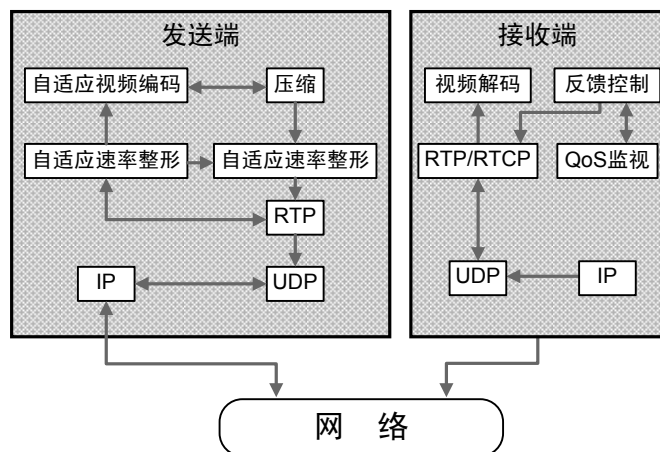 发送端
自适应视频编码
压缩
自适应速率整形
自适应速率整形
RTP
IP
UDP
接收端
视频解码
反馈控制
RTP/RTCP
QoS监视
UDP
IP
网 络